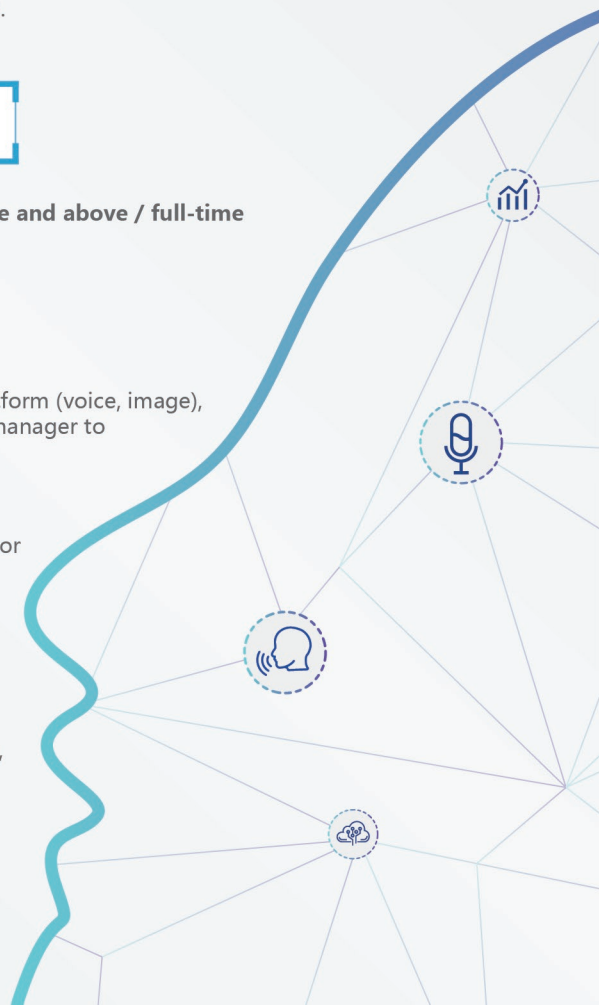 .
e and above / full-time
form (voice, image),
manager to
or
,